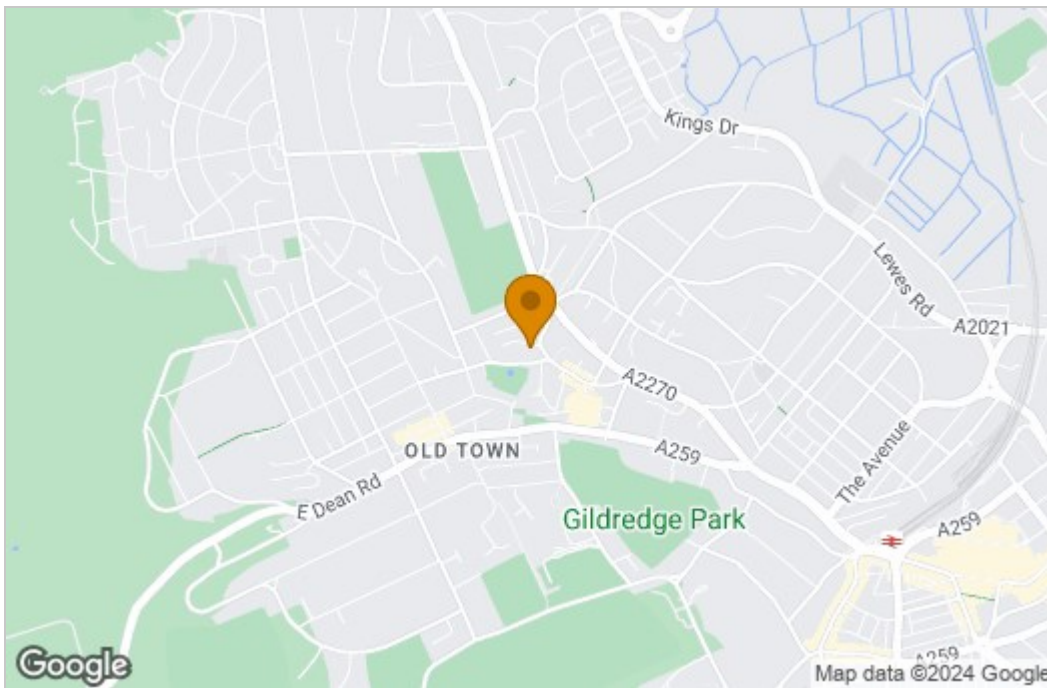 Kings Dr
Lewes Rd
A2021
A2270
The Avenue
OLD TOWN
A259
E Dean Rd
Gildredge Park
A259
A259
Google
Map data ©2024 Google